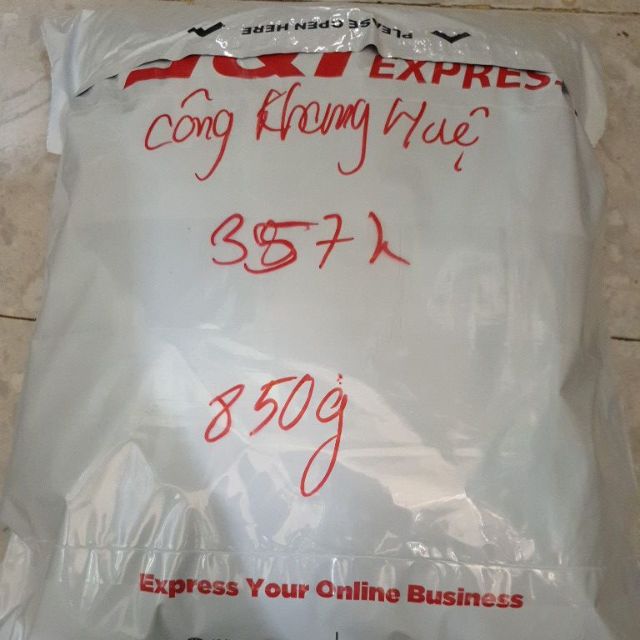 PLEASE OPEN HERE
J&T EXPRESS
Công Khang Huệ
357k
850g
Express Your Online Business